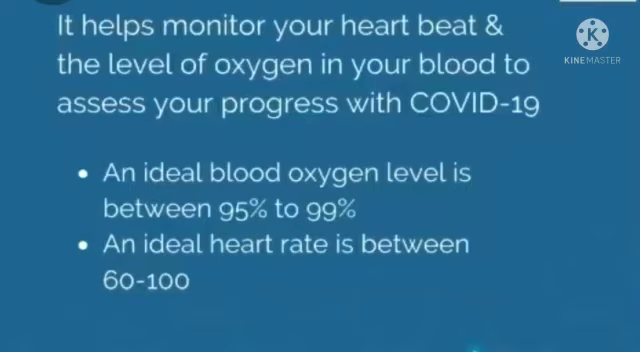 It helps monitor your heart beat &
the level of oxygen in your blood to
assess your progress with COVID-19
K
KINEMASTER
• An ideal blood oxygen level is
between 95% to 99%
• An ideal heart rate is between
60-100